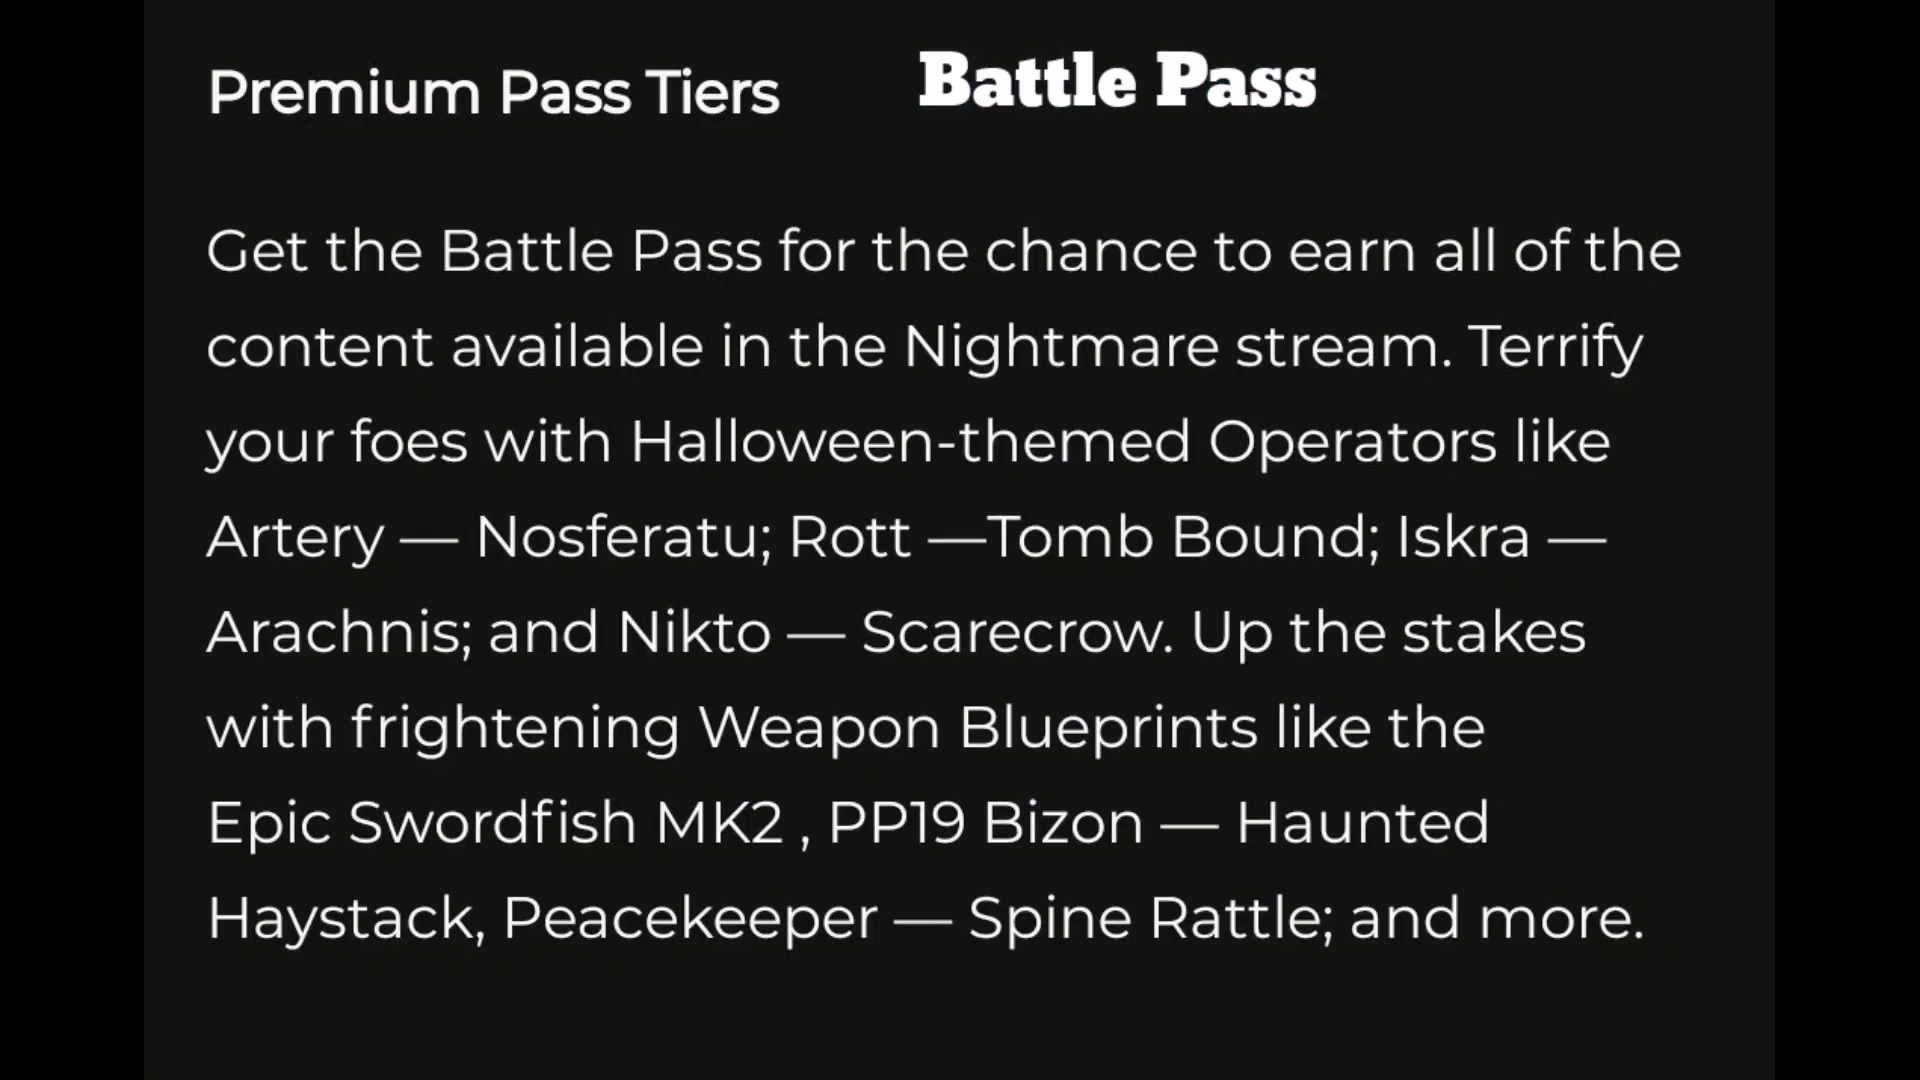 Premium Pass Tiers
Battle Pass
Get the Battle Pass for the chance to earn all of the
content available in the Nightmare stream. Terrify
your foes with Halloween-themed Operators like
Artery — Nosferatu; Rott —Tomb Bound; Iskra —
Arachnis; and Nikto — Scarecrow. Up the stakes
with frightening Weapon Blueprints like the
Epic Swordfish MK2 , PP19 Bizon — Haunted
Haystack, Peacekeeper — Spine Rattle; and more.